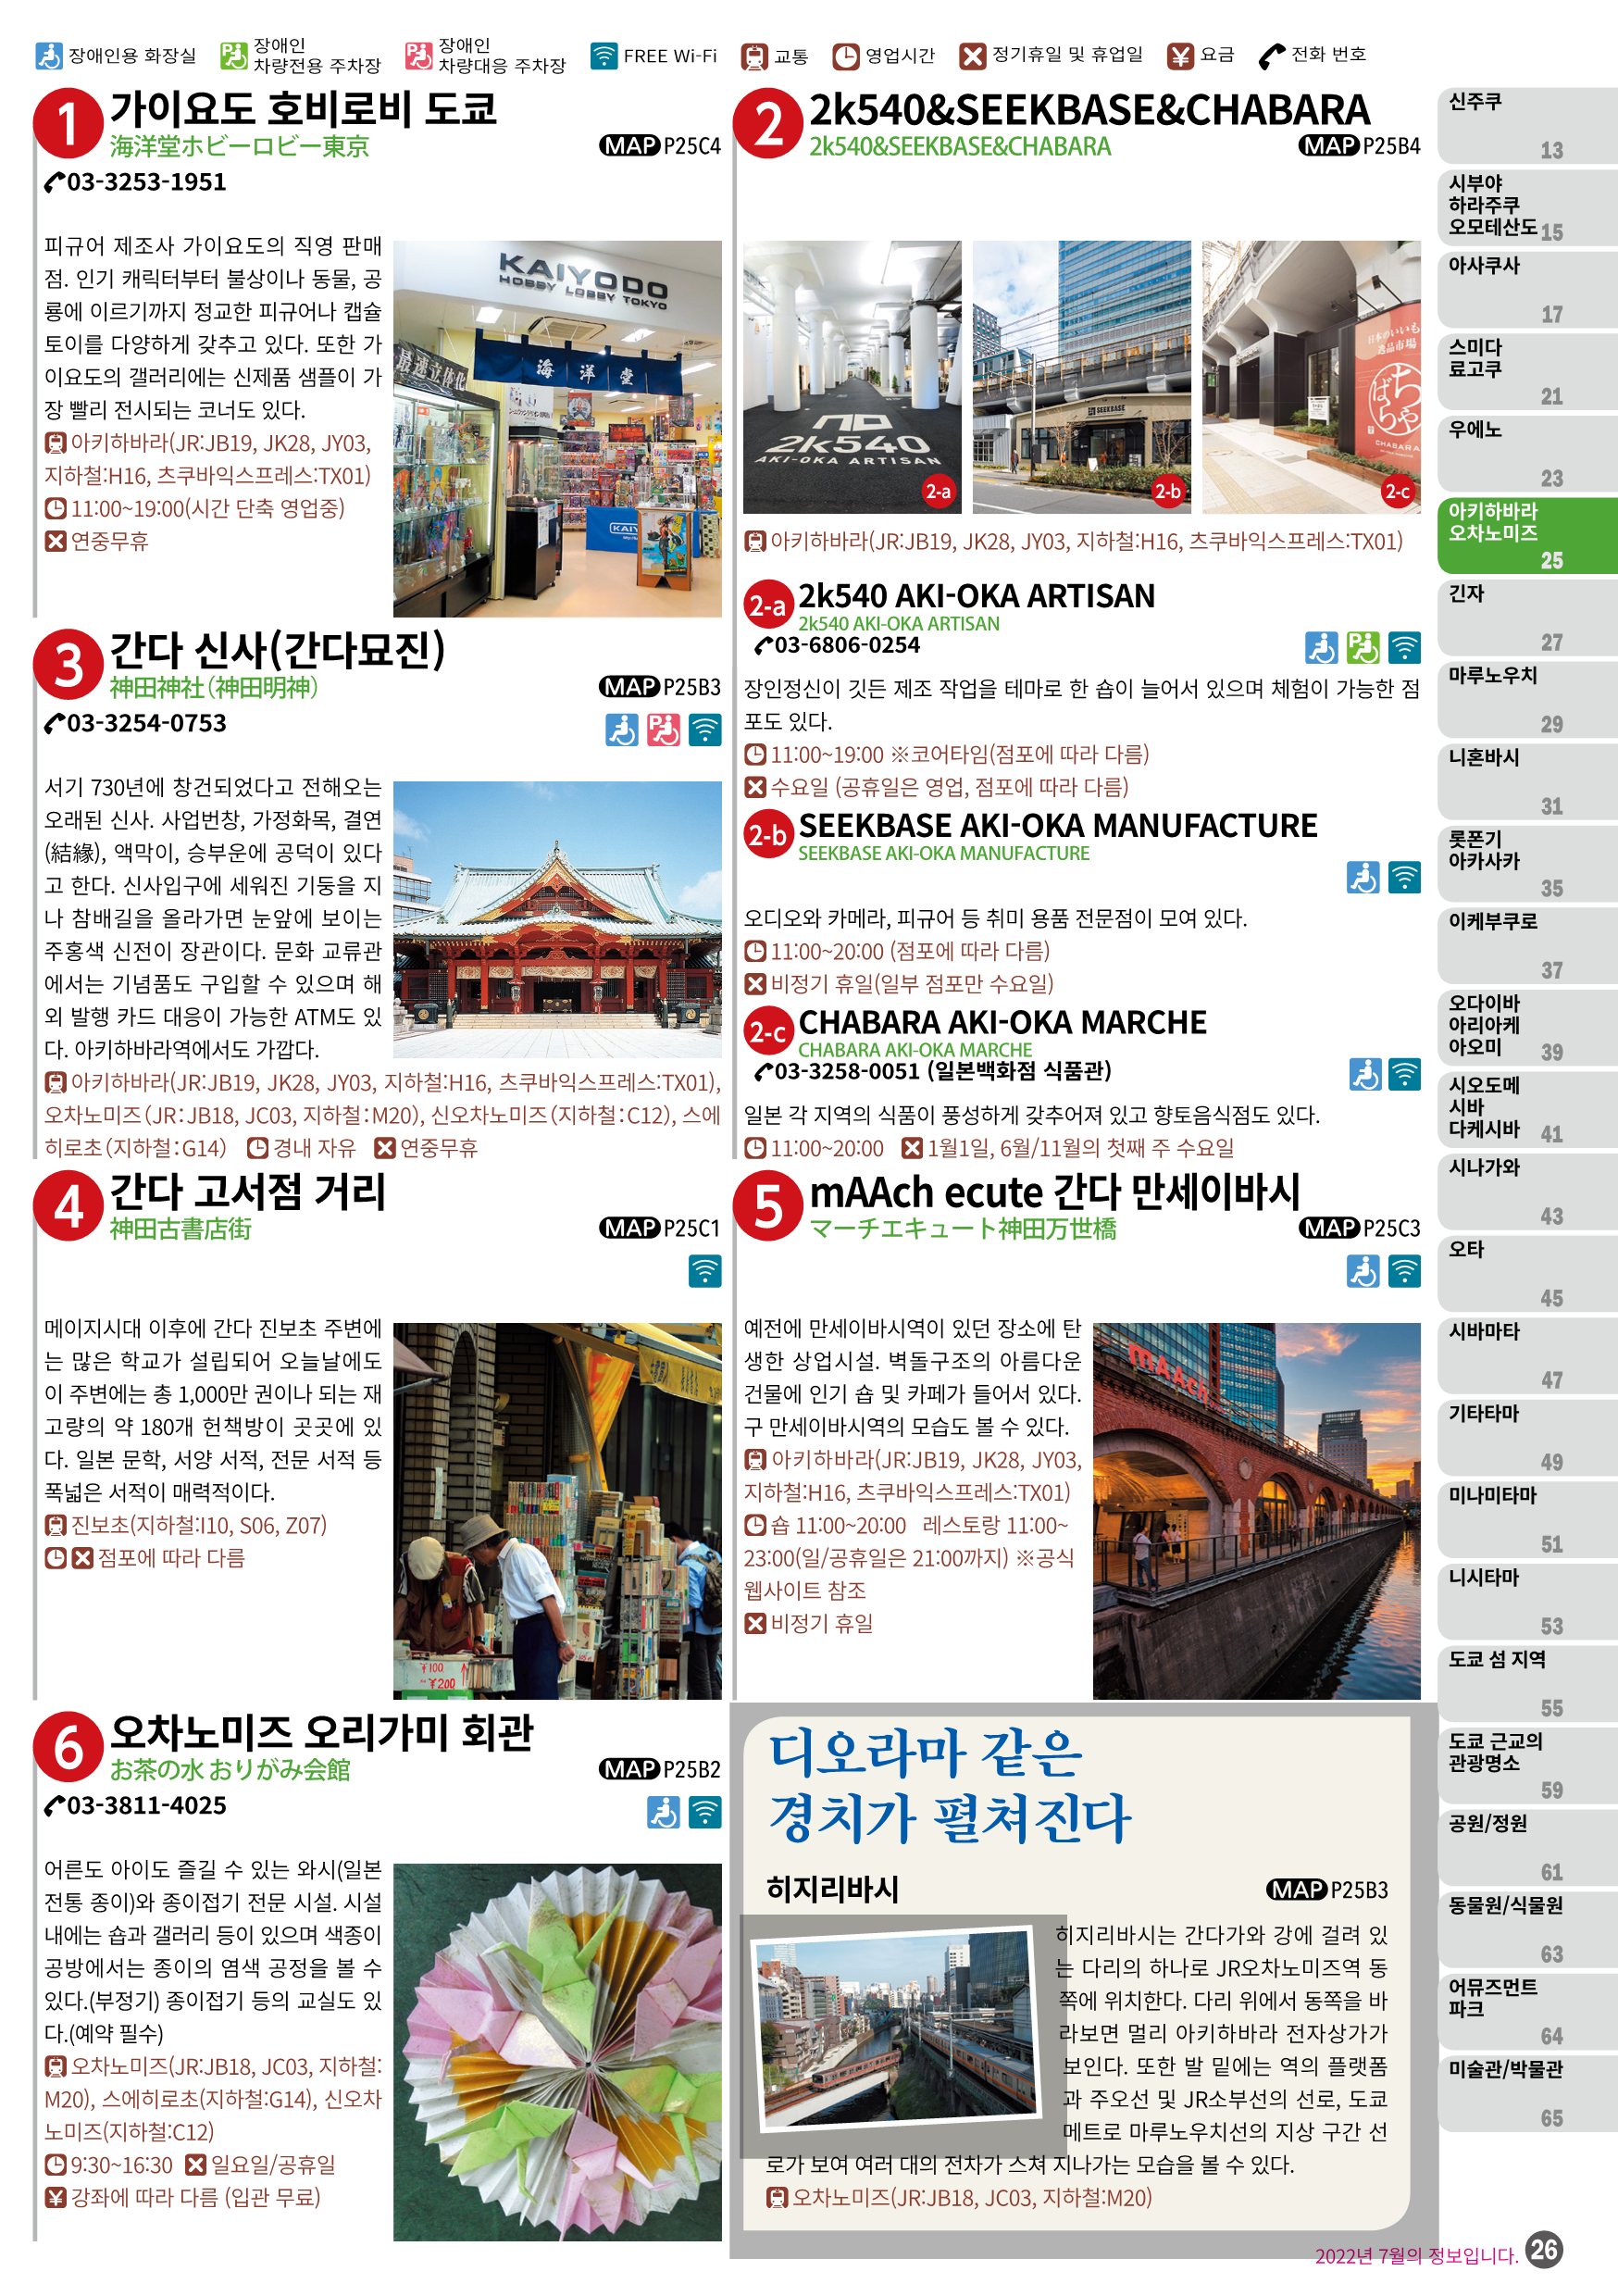 장애인용 화장실
장애인
차량전용 주차장
장애인
차량대응 주차장
FREE Wi-Fi
교통
영업시간
정기휴일 및 휴업일
요금
전화 번호
1 가이요도 호비로비 도쿄
海洋堂ホビーロビー東京
MAP P25C4
03-3253-1951
피규어 제조사 가이요도의 직영 판매
점. 인기 캐릭터부터 불상이나 동물, 공
룡에 이르기까지 정교한 피규어나 캡슐
토이를 다양하게 갖추고 있다. 또한 가
이요도의 갤러리에는 신제품 샘플이 가
장 빨리 전시되는 코너도 있다.
아키하바라(JR:JB19, JK28, JY03,
지하철:H16, 츠쿠바익스프레스:TX01)
11:00~19:00(시간 단축 영업중)
연중무휴
KAIYODO
HOBBY LOBBY TOKYO
海洋堂
最速立体化
2 2k540&SEEKBASE&CHABARA
2k540&SEEKBASE&CHABARA
MAP P25B4
2k540
AKI-OKA ARTISAN
2-a
SEEKBASE
2-b
日本のいいもの
逸品市場
ちゃばら
CHABARA
2-c
아키하바라(JR:JB19, JK28, JY03, 지하철:H16, 츠쿠바익스프레스:TX01)
2-a 2k540 AKI-OKA ARTISAN
2k540 AKI-OKA ARTISAN
03-6806-0254
장인정신이 깃든 제조 작업을 테마로 한 숍이 늘어서 있으며 체험이 가능한 점
포도 있다.
11:00~19:00 ※코어타임(점포에 따라 다름)
수요일 (공휴일은 영업, 점포에 따라 다름)
2-b SEEKBASE AKI-OKA MANUFACTURE
SEEKBASE AKI-OKA MANUFACTURE
오디오와 카메라, 피규어 등 취미 용품 전문점이 모여 있다.
11:00~20:00 (점포에 따라 다름)
비정기 휴일(일부 점포만 수요일)
2-c CHABARA AKI-OKA MARCHE
CHABARA AKI-OKA MARCHE
03-3258-0051 (일본백화점 식품관)
일본 각 지역의 식품이 풍성하게 갖추어져 있고 향토음식점도 있다.
11:00~20:00 1월1일, 6월/11월의 첫째 주 수요일
3 간다 신사(간다묘진)
神田神社(神田明神)
MAP P25B3
03-3254-0753
서기 730년에 창건되었다고 전해오는
오래된 신사. 사업번창, 가정화목, 결연
(結緣), 액막이, 승부운에 공덕이 있다
고 한다. 신사입구에 세워진 기둥을 지
나 참배길을 올라가면 눈앞에 보이는
주홍색 신전이 장관이다. 문화 교류관
에서는 기념품도 구입할 수 있으며 해
외 발행 카드 대응이 가능한 ATM도 있
다. 아키하바라역에서도 가깝다.
아키하바라(JR:JB19, JK28, JY03, 지하철:H16, 츠쿠바익스프레스:TX01),
오차노미즈(JR:JB18, JC03, 지하철:M20), 신오차노미즈(지하철:C12), 스에
히로초(지하철:G14) 경내 자유 연중무휴
4 간다 고서점 거리
神田古書店街
MAP P25C1
메이지시대 이후에 간다 진보초 주변에
는 많은 학교가 설립되어 오늘날에도
이 주변에는 총 1,000만 권이나 되는 재
고량의 약 180개 헌책방이 곳곳에 있
다. 일본 문학, 서양 서적, 전문 서적 등
폭넓은 서적이 매력적이다.
진보초(지하철:I10, S06, Z07)
점포에 따라 다름
¥100
¥200
5 mAAch ecute 간다 만세이바시
マーチエキュート神田万世橋
MAP P25C3
예전에 만세이바시역이 있던 장소에 탄
생한 상업시설. 벽돌구조의 아름다운
건물에 인기 숍 및 카페가 들어서 있다.
구 만세이바시역의 모습도 볼 수 있다.
아키하바라(JR:JB19, JK28, JY03,
지하철:H16, 츠쿠바익스프레스:TX01)
숍 11:00~20:00 레스토랑 11:00~
23:00(일/공휴일은 21:00까지) ※공식
웹사이트 참조
비정기 휴일
mAAch
6 오차노미즈 오리가미 회관
お茶の水 おりがみ会館
MAP P25B2
03-3811-4025
어른도 아이도 즐길 수 있는 와시(일본
전통 종이)와 종이접기 전문 시설. 시설
내에는 숍과 갤러리 등이 있으며 색종이
공방에서는 종이의 염색 공정을 볼 수
있다.(부정기) 종이접기 등의 교실도 있
다.(예약 필수)
오차노미즈(JR:JB18, JC03, 지하철:
M20), 스에히로초(지하철:G14), 신오차
노미즈(지하철:C12)
9:30~16:30 일요일/공휴일
강좌에 따라 다름 (입관 무료)
디오라마 같은
경치가 펼쳐진다
히지리바시
MAP P25B3
히지리바시는 간다가와 강에 걸려 있
는 다리의 하나로 JR오차노미즈역 동
쪽에 위치한다. 다리 위에서 동쪽을 바
라보면 멀리 아키하바라 전자상가가
보인다. 또한 발 밑에는 역의 플랫폼
과 주오선 및 JR소부선의 선로, 도쿄
메트로 마루노우치선의 지상 구간 선
로가 보여 여러 대의 전차가 스쳐 지나가는 모습을 볼 수 있다.
오차노미즈(JR:JB18, JC03, 지하철:M20)
신주쿠
13
시부야
하라주쿠
오모테산도 15
아사쿠사
17
스미다
료고쿠
21
우에노
23
아키하바라
오차노미즈
25
긴자
27
마루노우치
29
니혼바시
31
롯폰기
아카사카
35
이케부쿠로
37
오다이바
아리아케
아오미 39
시오도메
시바
다케시바 41
시나가와
43
오타
45
시바마타
47
기타타마
49
미나미타마
51
니시타마
53
도쿄 섬 지역
55
도쿄 근교의
관광명소
59
공원/정원
61
동물원/식물원
63
어뮤즈먼트
파크
64
미술관/박물관
65
2022년 7월의 정보입니다. 26